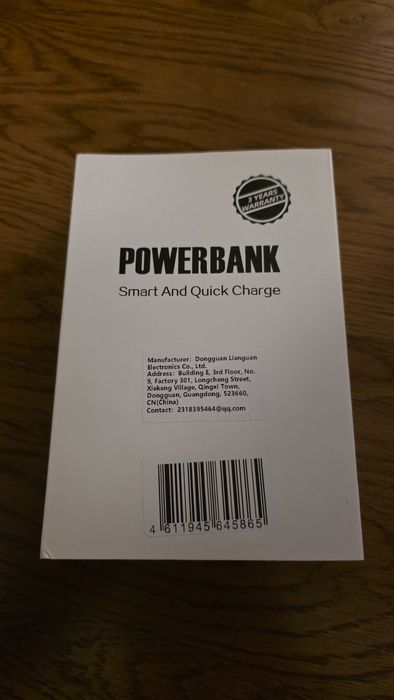 3 YEARS
WARRANTY
POWERBANK
Smart And Quick Charge
Manufacturer: Dongguan Lianguan
Electronics Co., Ltd.
Address: Building E, 3rd Floor, No.
9, Factory 301, Longcheng Street,
Xiekeng Village, Qingxi Town,
Dongguan, Guangdong, 523660,
CN(China)
Contact: 2318395464@qq.com
4 611945 645865